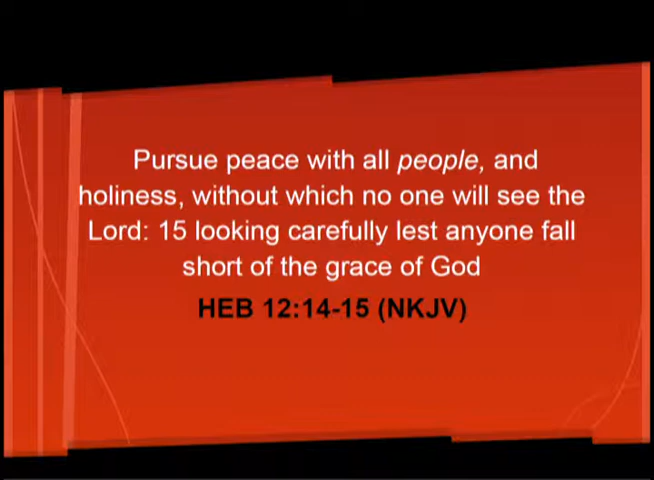 Pursue peace with all people, and
holiness, without which no one will see the
Lord: 15 looking carefully lest anyone fall
short of the grace of God
HEB 12:14-15 (NKJV)